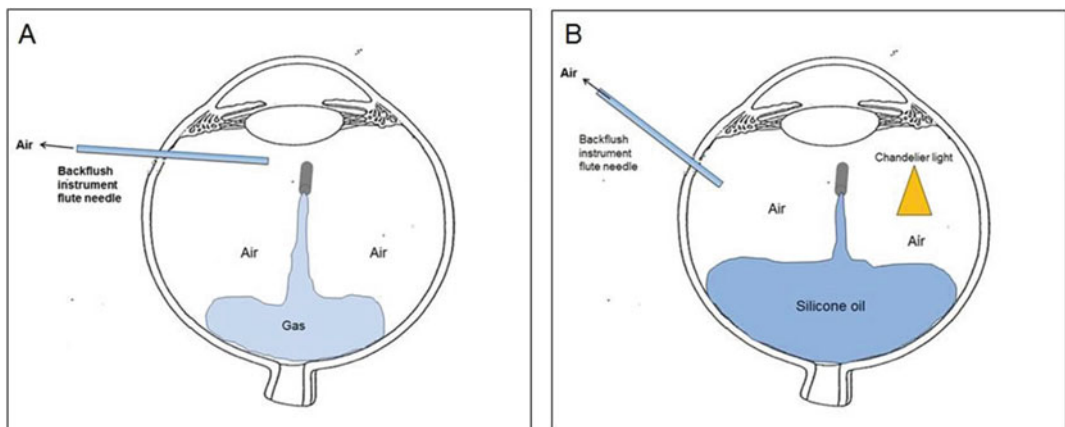 A
Air
Backflush
instrument
flute needle
Air
Air
Gas
B
Air
Backflush
instrument
flute needle
Chandelier light
Air
Air
Silicone oil